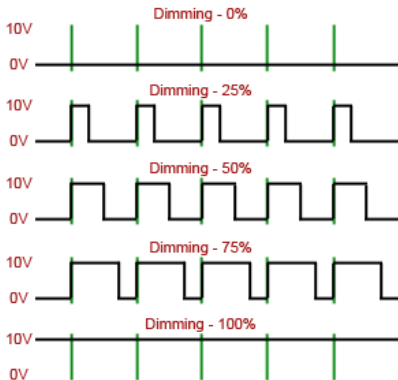 Dimming - 0%
10V
0V
Dimming - 25%
10V
0V
Dimming - 50%
10V
0V
Dimming - 75%
10V
0V
Dimming - 100%
10V
0V